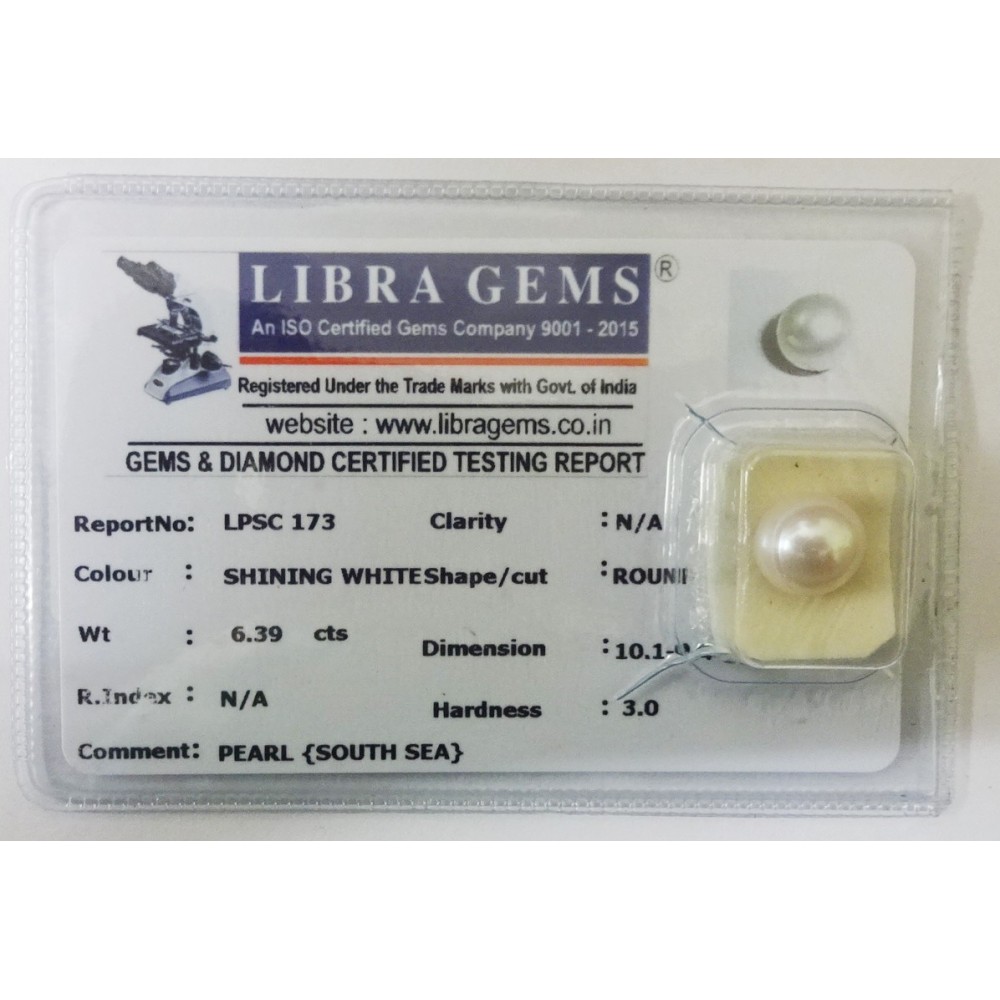 LIBRA GEMS ®
An ISO Certified Gems Company 9001 - 2015
Registered Under the Trade Marks with Govt. of India
website : www.libragems.co.in
GEMS & DIAMOND CERTIFIED TESTING REPORT
ReportNo: LPSC 173 Clarity : N/A
Colour : SHINING WHITE Shape/cut :
Wt : 6.39 cts Dimension : 10.1-
R.Index : N/A Hardness : 3.0
Comment: PEARL {SOUTH SEA}